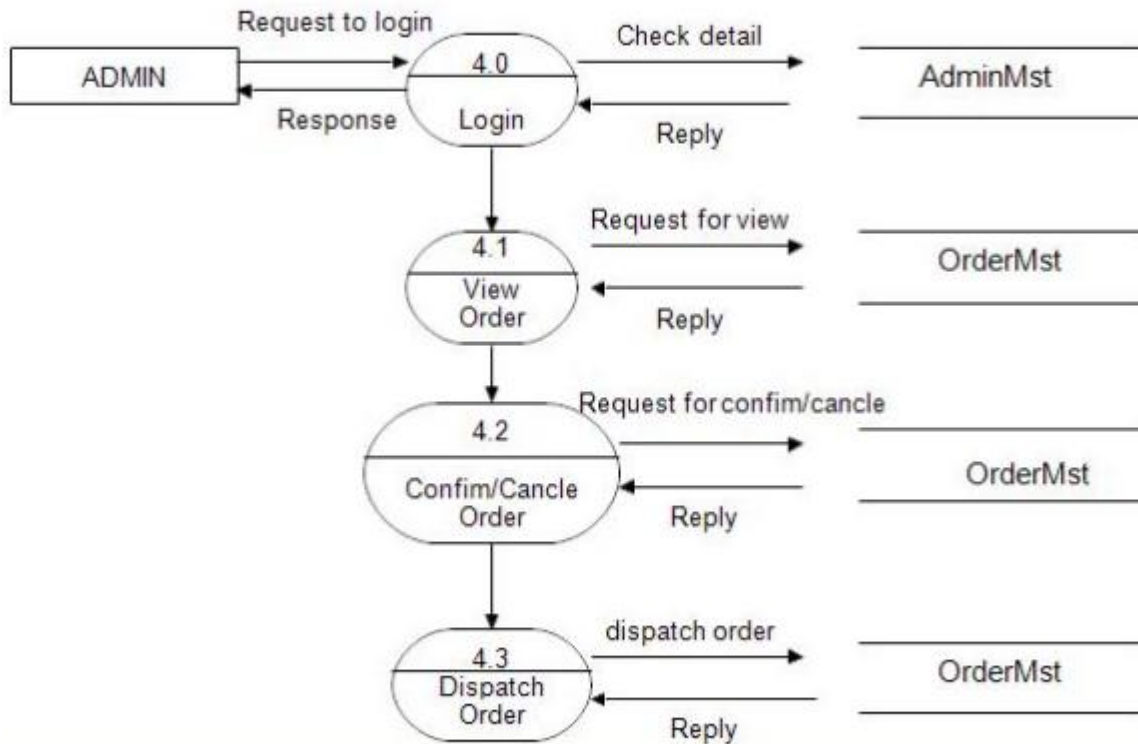 Request to login
ADMIN
Response
4.0
Login
Check detail
Reply
AdminMst
4.1
View
Order
Request for view
Reply
OrderMst
4.2
Confim/Cancle
Order
Request for confim/cancle
Reply
OrderMst
4.3
Dispatch
Order
dispatch order
Reply
OrderMst